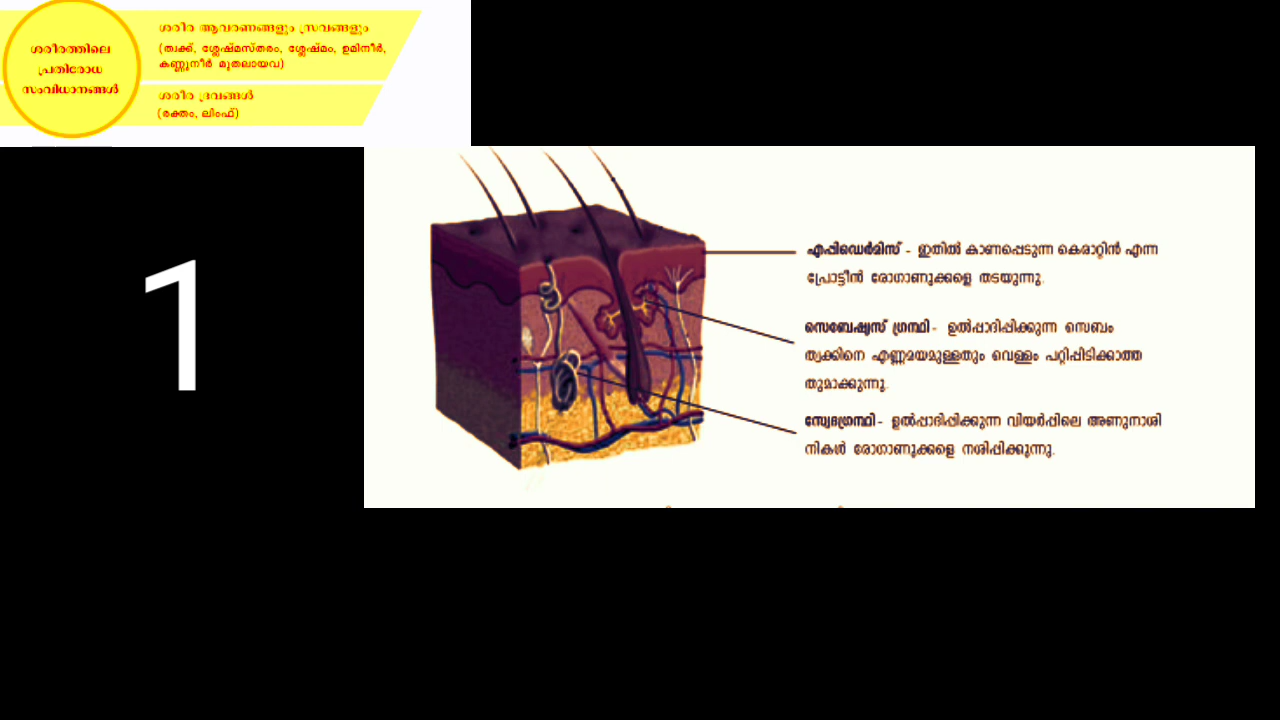 ശരീരത്തിലെ
പ്രതിരോധ
സംവിധാനങ്ങൾ
ശരീര ആവരണങ്ങളും സ്രവങ്ങളും
(ത്വക്ക്, ശ്ലേഷ്മസ്തരം, ശ്ലേഷ്മം, ഉമിനീർ,
കണ്ണുനീർ മുതലായവ)
ശരീര ദ്രവങ്ങൾ
(രക്തം, ലിംഫ്)
1
എപ്പിഡെർമിസ് - ഇതിൽ കാണപ്പെടുന്ന കെരാറ്റിൻ എന്ന
പ്രോട്ടീൻ രോഗാണുക്കളെ തടയുന്നു.
സെബേഷ്യസ് ഗ്രന്ഥി - ഉൽപ്പാദിപ്പിക്കുന്ന സെബം
ത്വക്കിനെ എണ്ണമയമുള്ളതും വെള്ളം പറ്റിപ്പിടിക്കാത്ത
തുമാക്കുന്നു.
സ്വേദഗ്രന്ഥി - ഉൽപ്പാദിപ്പിക്കുന്ന വിയർപ്പിലെ അണുനാശി
നികൾ രോഗാണുക്കളെ നശിപ്പിക്കുന്നു.